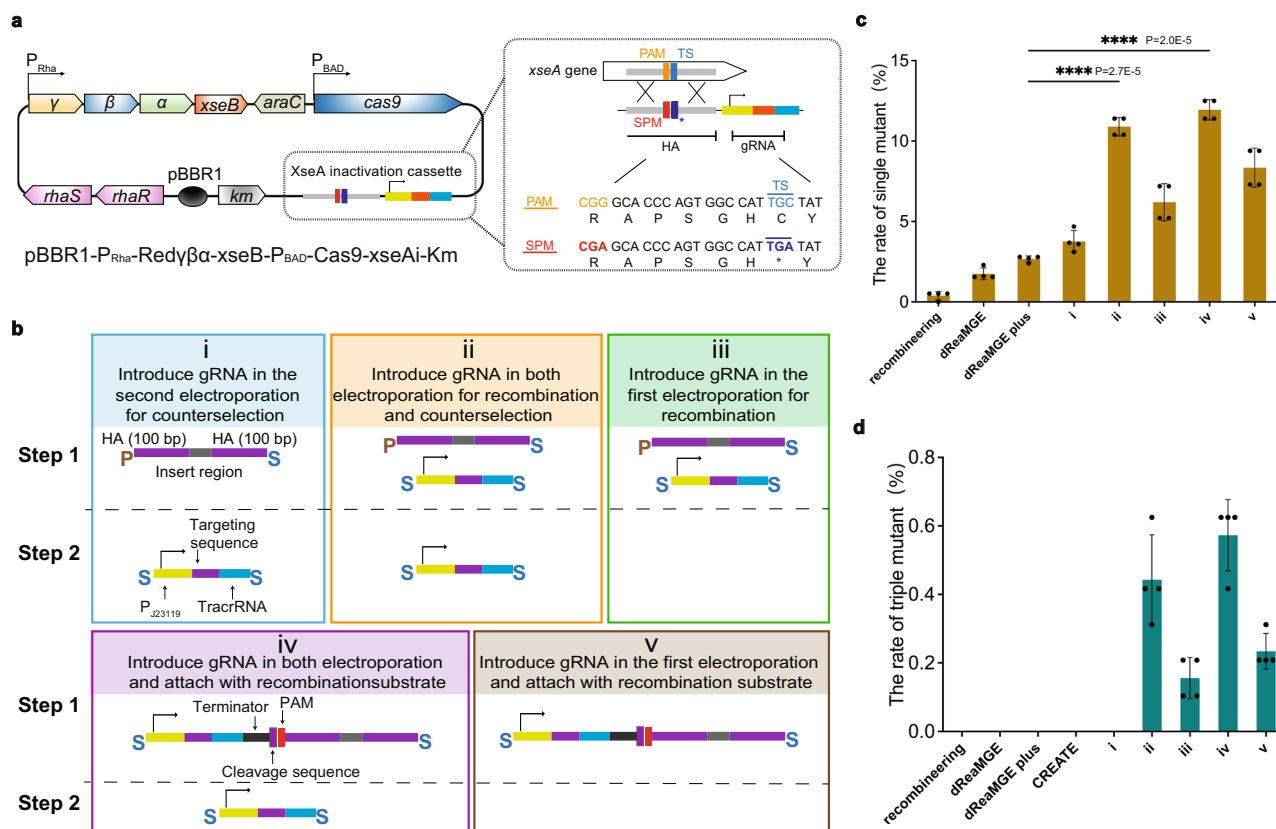 a
P Rha
P BAD
γ
β
α
xseB
araC
cas9
rhaS
rhaR
pBBR1
km
XseA inactivation cassette
pBBR1-PRha-Redγβα-xseB-PBAD-Cas9-xseAi-Km
PAM TS
xseA gene
SPM
*
HA
gRNA
TS
PAM CGG GCA CCC AGT GGC CAT TGC TAT
R A P S G H C Y
SPM CGA GCA CCC AGT GGC CAT TGA TAT
R A P S G H * Y
b
i
Introduce gRNA in the
second electroporation
for counterselection
ii
Introduce gRNA in both
electroporation for recombination
and counterselection
iii
Introduce gRNA in the
first electroporation for
recombination
Step 1
HA (100 bp) HA (100 bp)
P S
Insert region
P S
S S
P S
S S
Step 2
Targeting
sequence
S S
PJ23119 TracrRNA
S S
iv
Introduce gRNA in both electroporation
and attach with recombinationsubstrate
v
Introduce gRNA in the first electroporation
and attach with recombination substrate
Step 1
Terminator PAM
S S
Cleavage sequence
S S
Step 2
S S
c
The rate of single mutant (%)
15
10
5
0
**** P=2.0E-5
**** P=2.7E-5
recombineering
dReaMGE
dReaMGE plus
i
ii
iii
iv
v
d
The rate of triple mutant (%)
0.8
0.6
0.4
0.2
0.0
recombineering
dReaMGE
dReaMGE plus
CREATE
i
ii
iii
iv
v